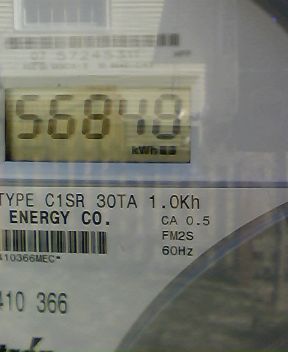 56848
kWh
TYPE C1SR 30TA 1.0Kh
ENERGY CO.
CA 0.5
FM2S
60Hz
410366MEC*
410 366